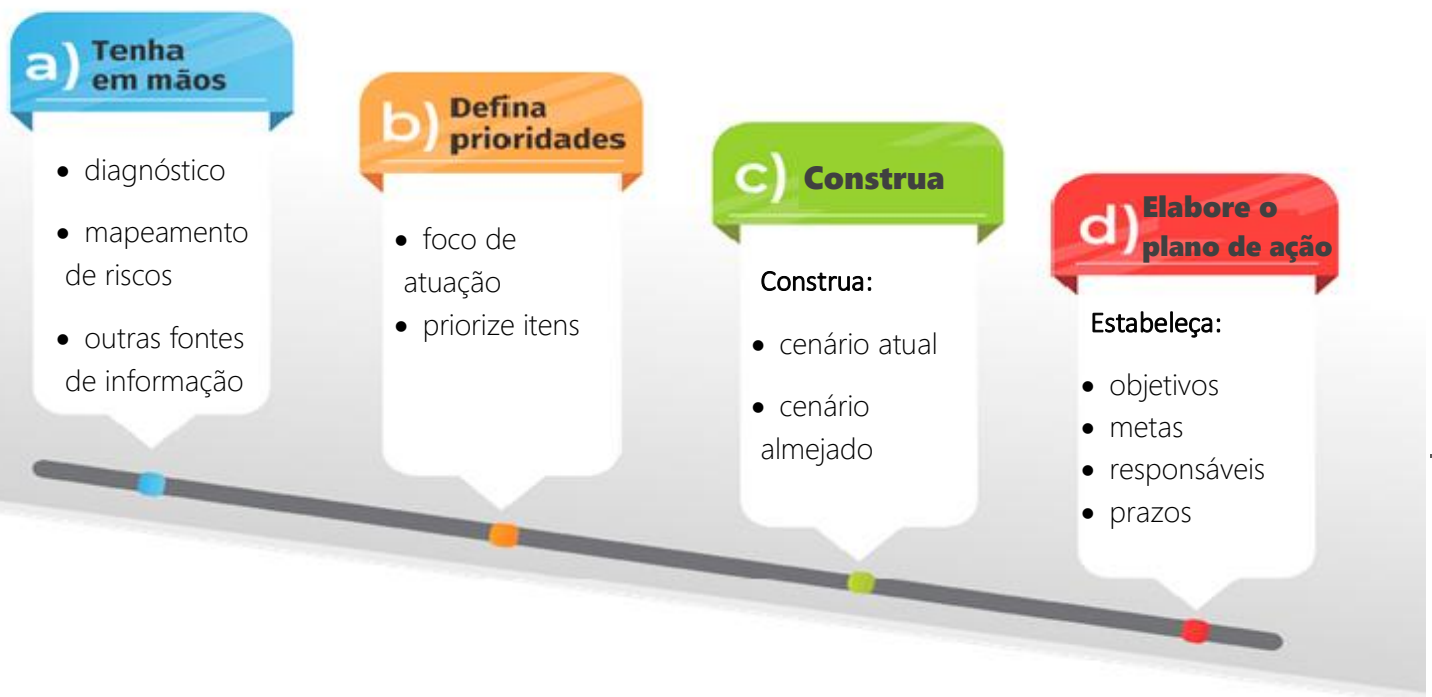 a) Tenha
em mãos
• diagnóstico
• mapeamento
de riscos
• outras fontes
de informação
b) Defina
prioridades
• foco de
atuação
• priorize itens
c) Construa
Construa:
• cenário atual
• cenário
almejado
d) Elabore o
plano de ação
Estabeleça:
• objetivos
• metas
• responsáveis
• prazos